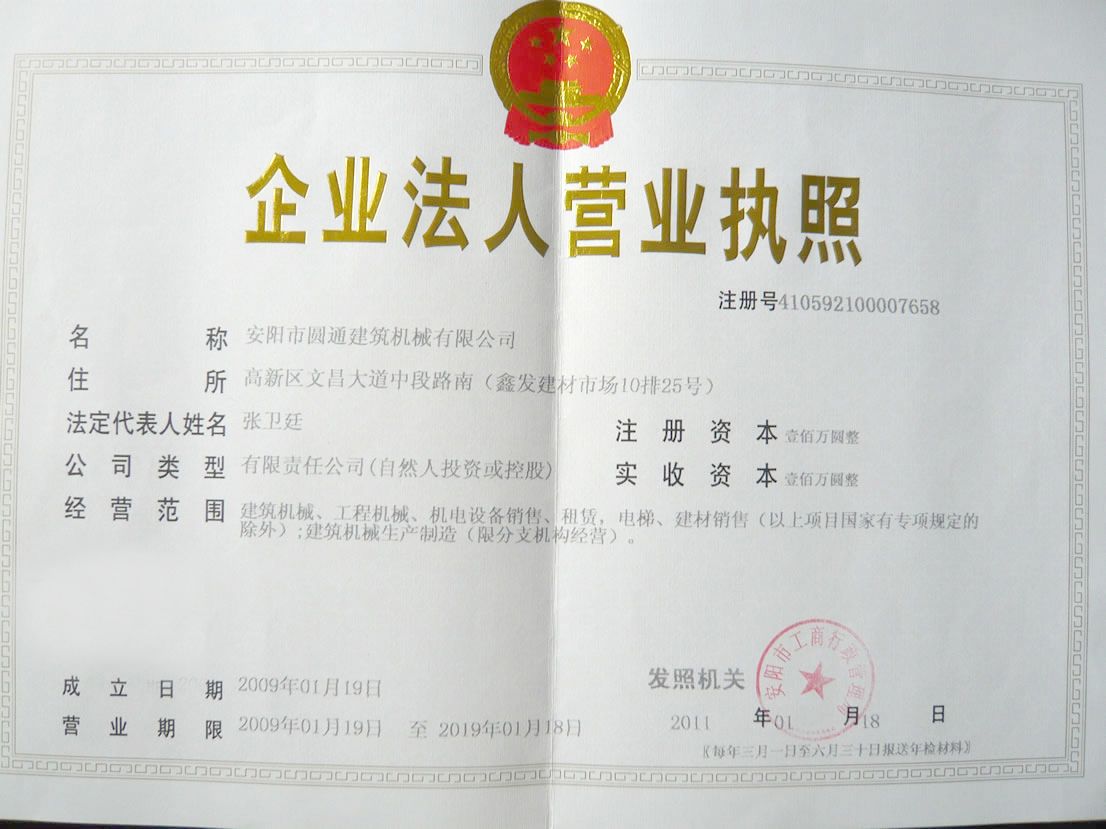 企业法人营业执照
注册号410592100007658
名称 安阳市圆通建筑机械有限公司
住所 高新区文昌大道中段路南（鑫发建材市场10排25号）
法定代表人姓名 张卫廷
注册资本 壹佰万圆整
公司类型 有限责任公司(自然人投资或控股)
实收资本 壹佰万圆整
经营范围 建筑机械、工程机械、机电设备销售、租赁，电梯、建材销售（以上项目国家有专项规定的
除外）;建筑机械生产制造（限分支机构经营）。
安阳市工商行政管理局
成立日期 2009年01月19日
发照机关
营业期限 2009年01月19日 至 2019年01月18日
2011 年 01 月 18 日
《每年三月一日至六月三十日报送年检材料》